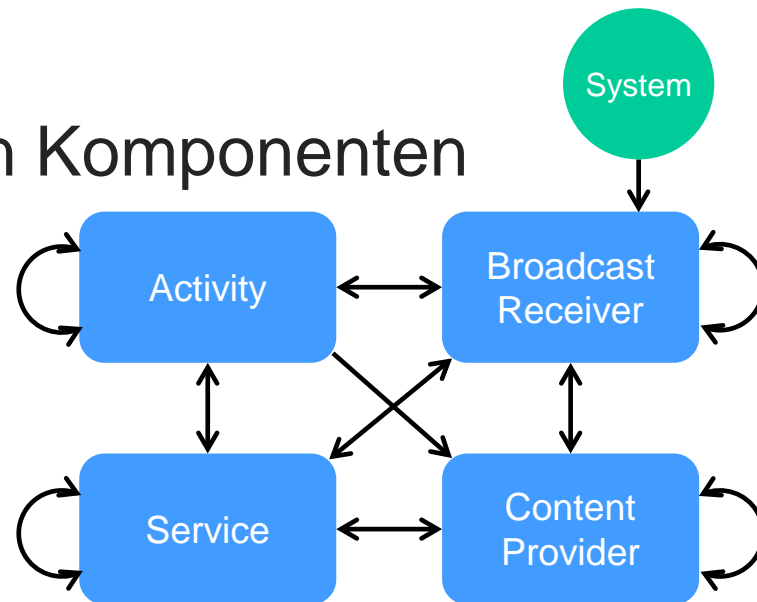 System
Komponenten
Activity
Broadcast
Receiver
Service
Content
Provider